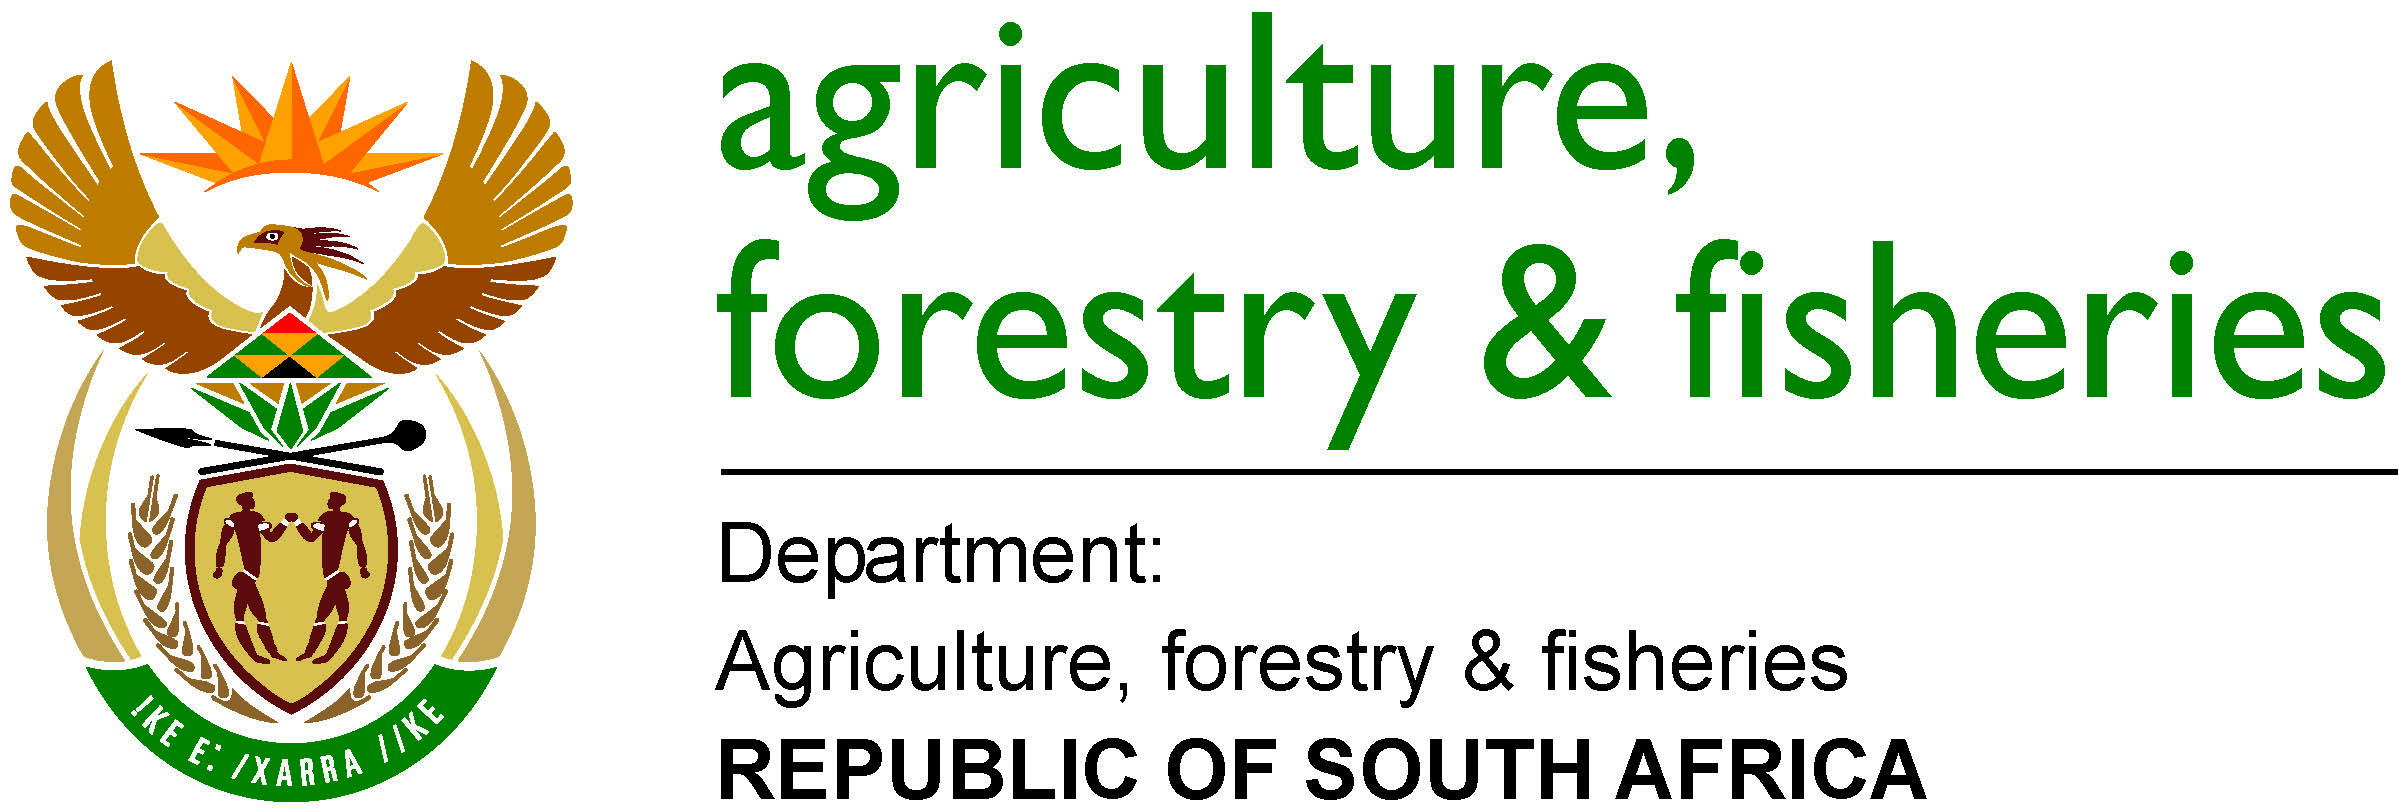 agriculture,
forestry & fisheries
Department:
Agriculture, forestry & fisheries
REPUBLIC OF SOUTH AFRICA
!KE E: /XARRA //KE